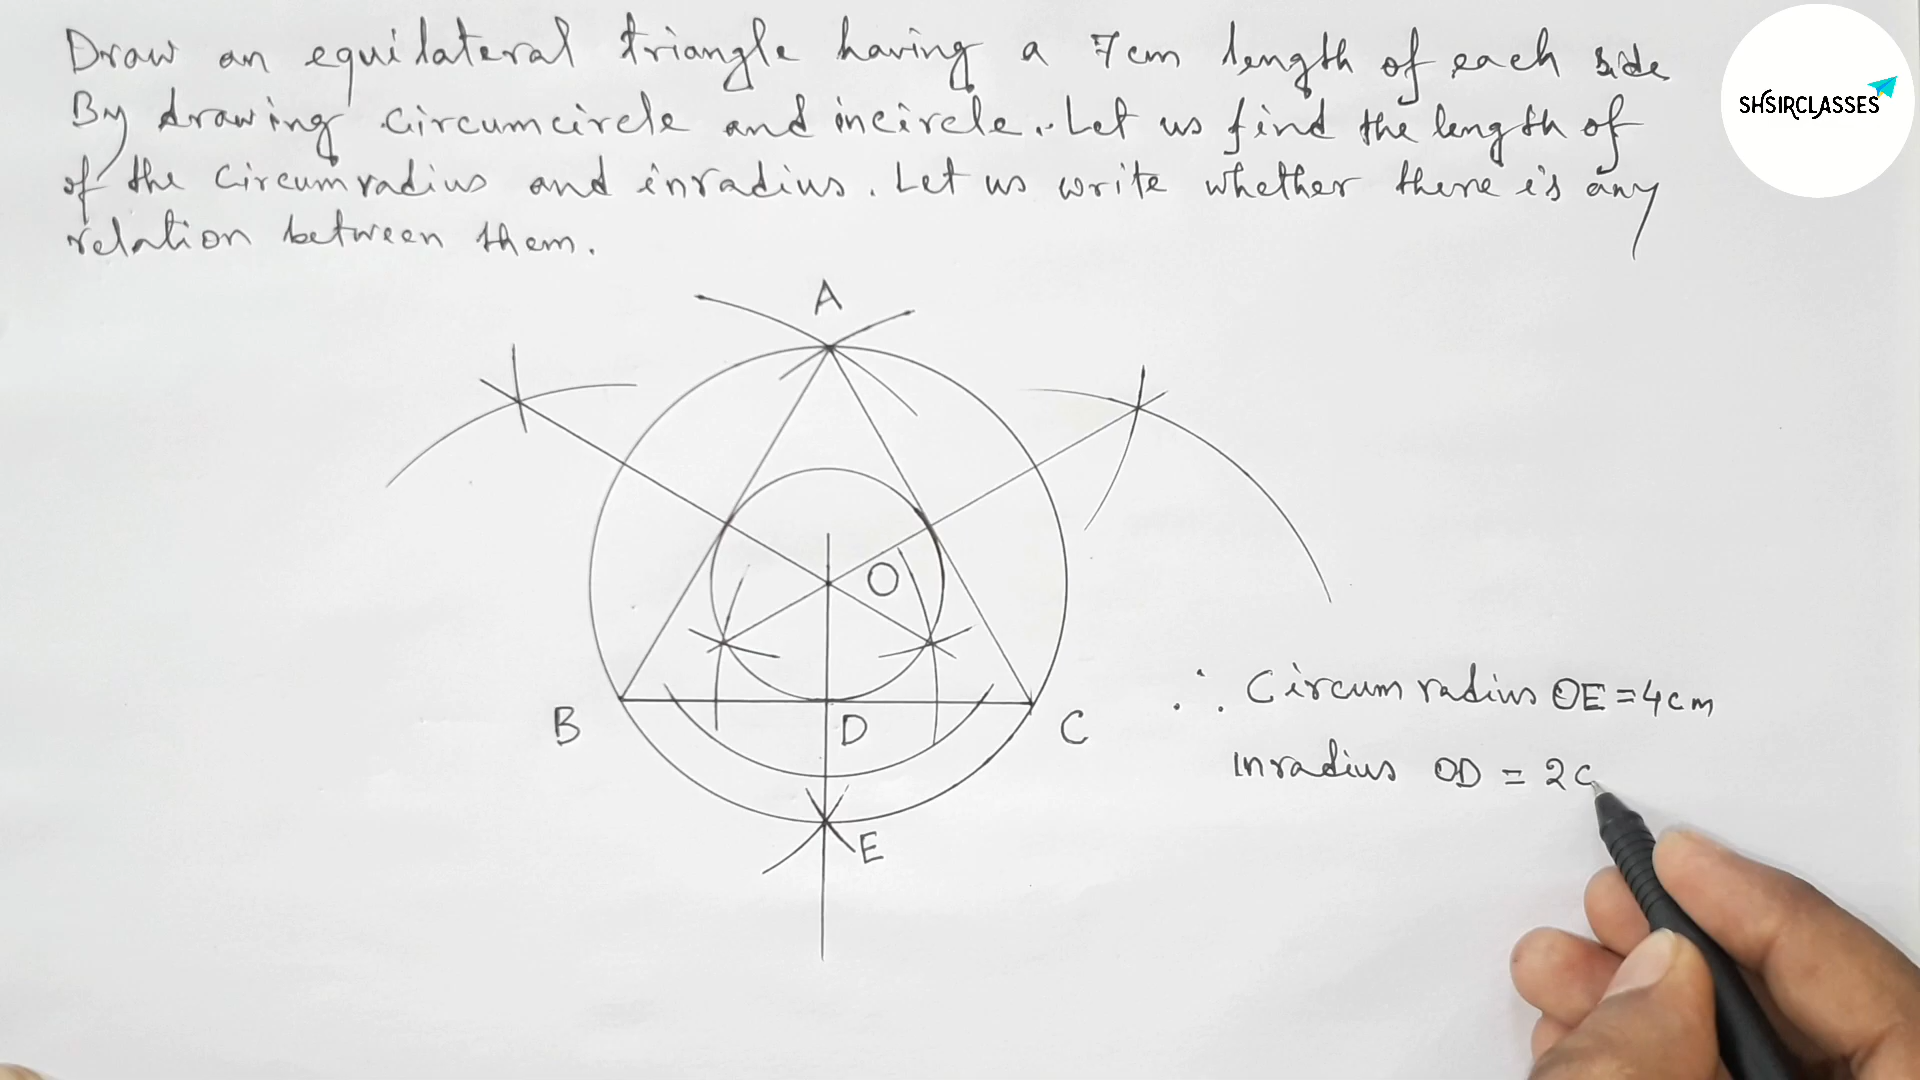 Draw an equilateral triangle having a 7cm length of each side
By drawing circumcircle and incircle. Let us find the length of
of the circumradius and inradius. Let us write whether there is any
relation between them.
SHSIRCLASSES
A
O
B
D
C
E
∴ Circum radius OE = 4cm
inradius OD = 2c